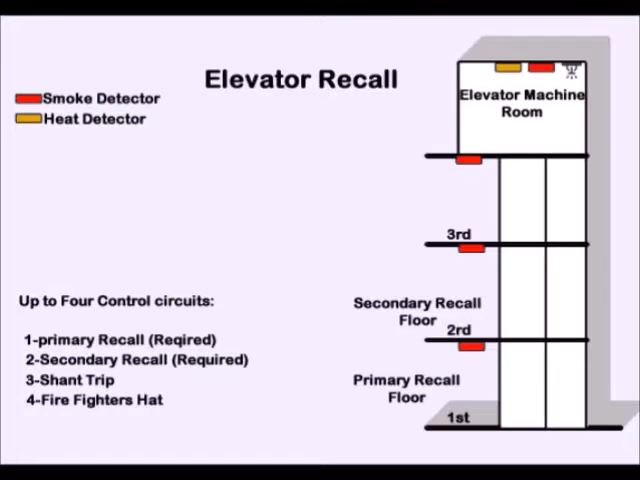 Elevator Recall
Smoke Detector
Heat Detector
Elevator Machine
Room
3rd
Secondary Recall
Floor
2rd
Primary Recall
Floor
1st
Up to Four Control circuits:
1-primary Recall (Reqired)
2-Secondary Recall (Required)
3-Shant Trip
4-Fire Fighters Hat